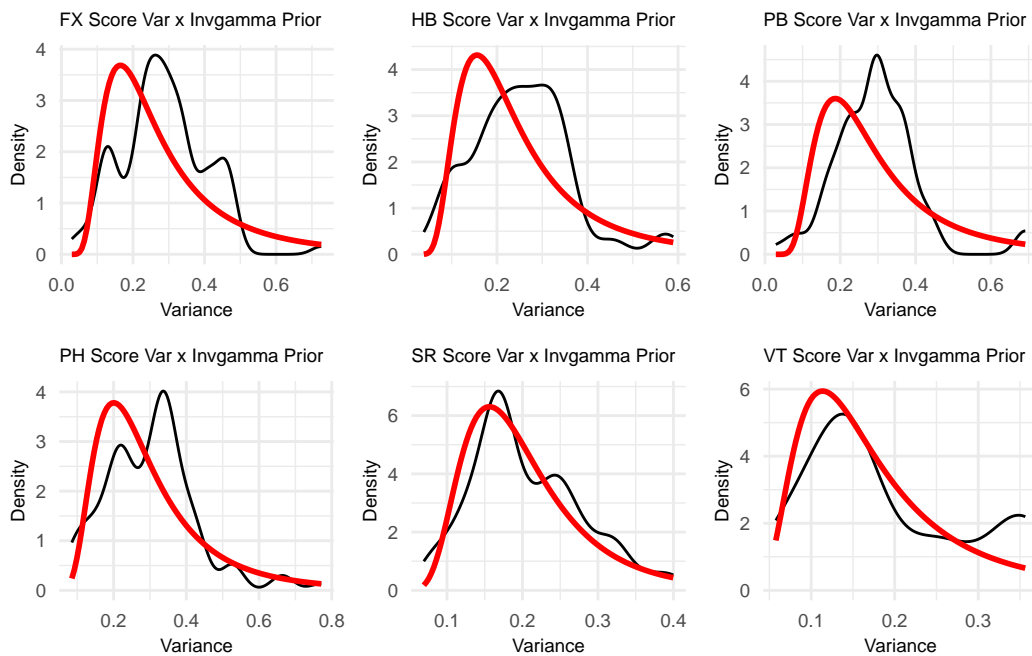 FX Score Var x Invgamma Prior
Density
4
3
2
1
0
0.0 0.2 0.4 0.6
Variance
HB Score Var x Invgamma Prior
Density
4
3
2
1
0
0.2 0.4 0.6
Variance
PB Score Var x Invgamma Prior
Density
4
3
2
1
0
0.0 0.2 0.4 0.6
Variance
PH Score Var x Invgamma Prior
Density
4
3
2
1
0
0.2 0.4 0.6 0.8
Variance
SR Score Var x Invgamma Prior
Density
6
4
2
0
0.1 0.2 0.3 0.4
Variance
VT Score Var x Invgamma Prior
Density
6
4
2
0
0.1 0.2 0.3
Variance